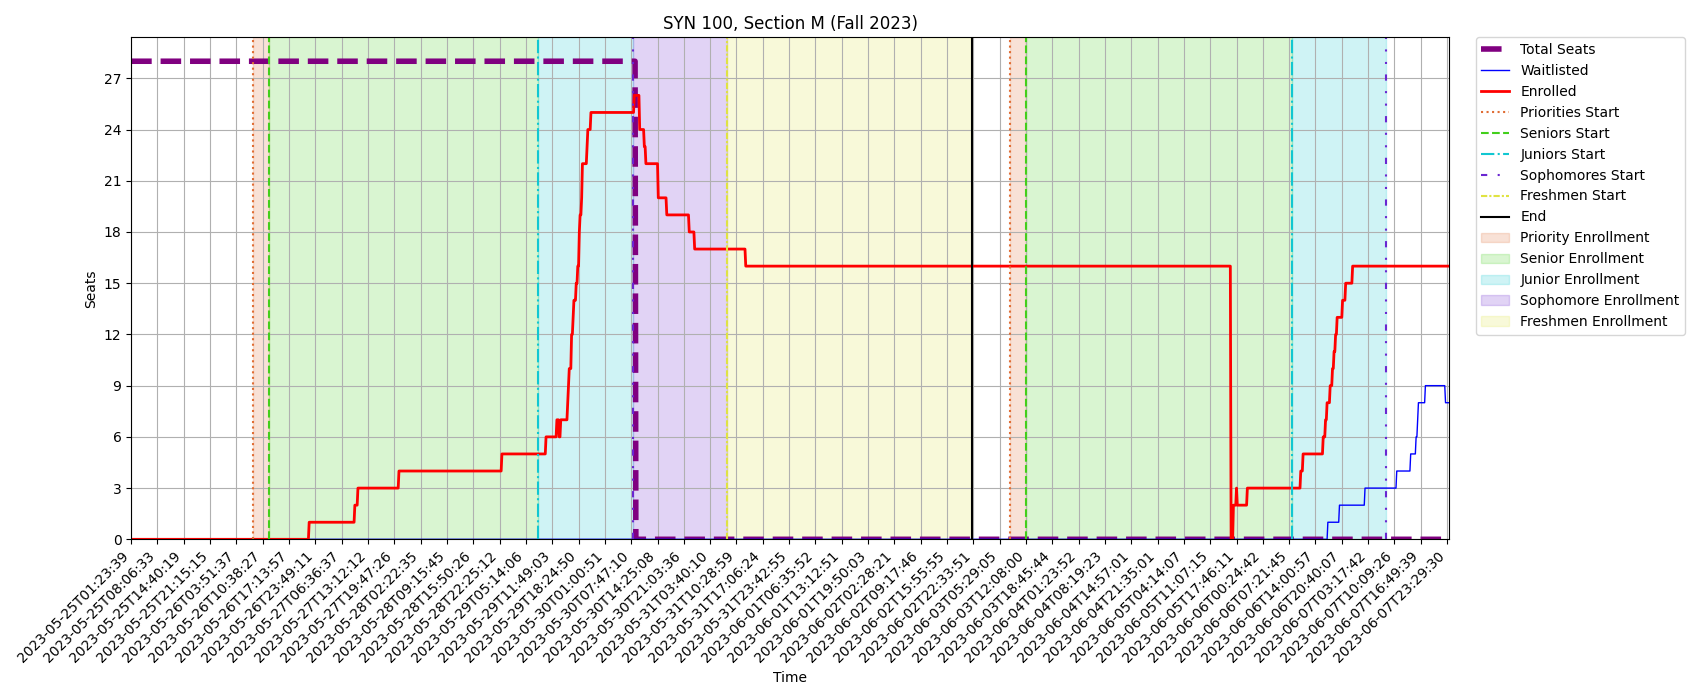 SYN 100, Section M (Fall 2023)
Seats
27
24
21
18
15
12
9
6
3
0
2023-05-25T01:23:39
2023-05-25T08:06:33
2023-05-25T14:40:19
2023-05-25T21:15:15
2023-05-26T03:51:37
2023-05-26T10:38:27
2023-05-26T17:13:57
2023-05-26T23:49:11
2023-05-27T06:36:37
2023-05-27T13:12:12
2023-05-27T19:47:26
2023-05-28T02:22:35
2023-05-28T09:15:45
2023-05-28T15:50:26
2023-05-28T22:25:12
2023-05-29T05:14:06
2023-05-29T11:49:03
2023-05-29T18:24:50
2023-05-30T01:00:51
2023-05-30T07:47:10
2023-05-30T14:25:08
2023-05-30T21:03:36
2023-05-31T03:40:10
2023-05-31T10:28:59
2023-05-31T17:06:24
2023-05-31T23:42:55
2023-06-01T06:35:52
2023-06-01T13:12:51
2023-06-01T19:50:03
2023-06-02T02:28:21
2023-06-02T09:17:46
2023-06-02T15:55:55
2023-06-02T22:33:51
2023-06-03T05:29:05
2023-06-03T12:08:00
2023-06-03T18:45:44
2023-06-04T01:23:52
2023-06-04T08:19:23
2023-06-04T14:57:01
2023-06-04T21:35:01
2023-06-05T04:14:07
2023-06-05T11:07:15
2023-06-05T17:46:11
2023-06-06T00:24:42
2023-06-06T07:21:45
2023-06-06T14:00:57
2023-06-06T20:40:07
2023-06-07T03:17:42
2023-06-07T10:09:26
2023-06-07T16:49:39
2023-06-07T23:29:30
Time
Total Seats
Waitlisted
Enrolled
Priorities Start
Seniors Start
Juniors Start
Sophomores Start
Freshmen Start
End
Priority Enrollment
Senior Enrollment
Junior Enrollment
Sophomore Enrollment
Freshmen Enrollment